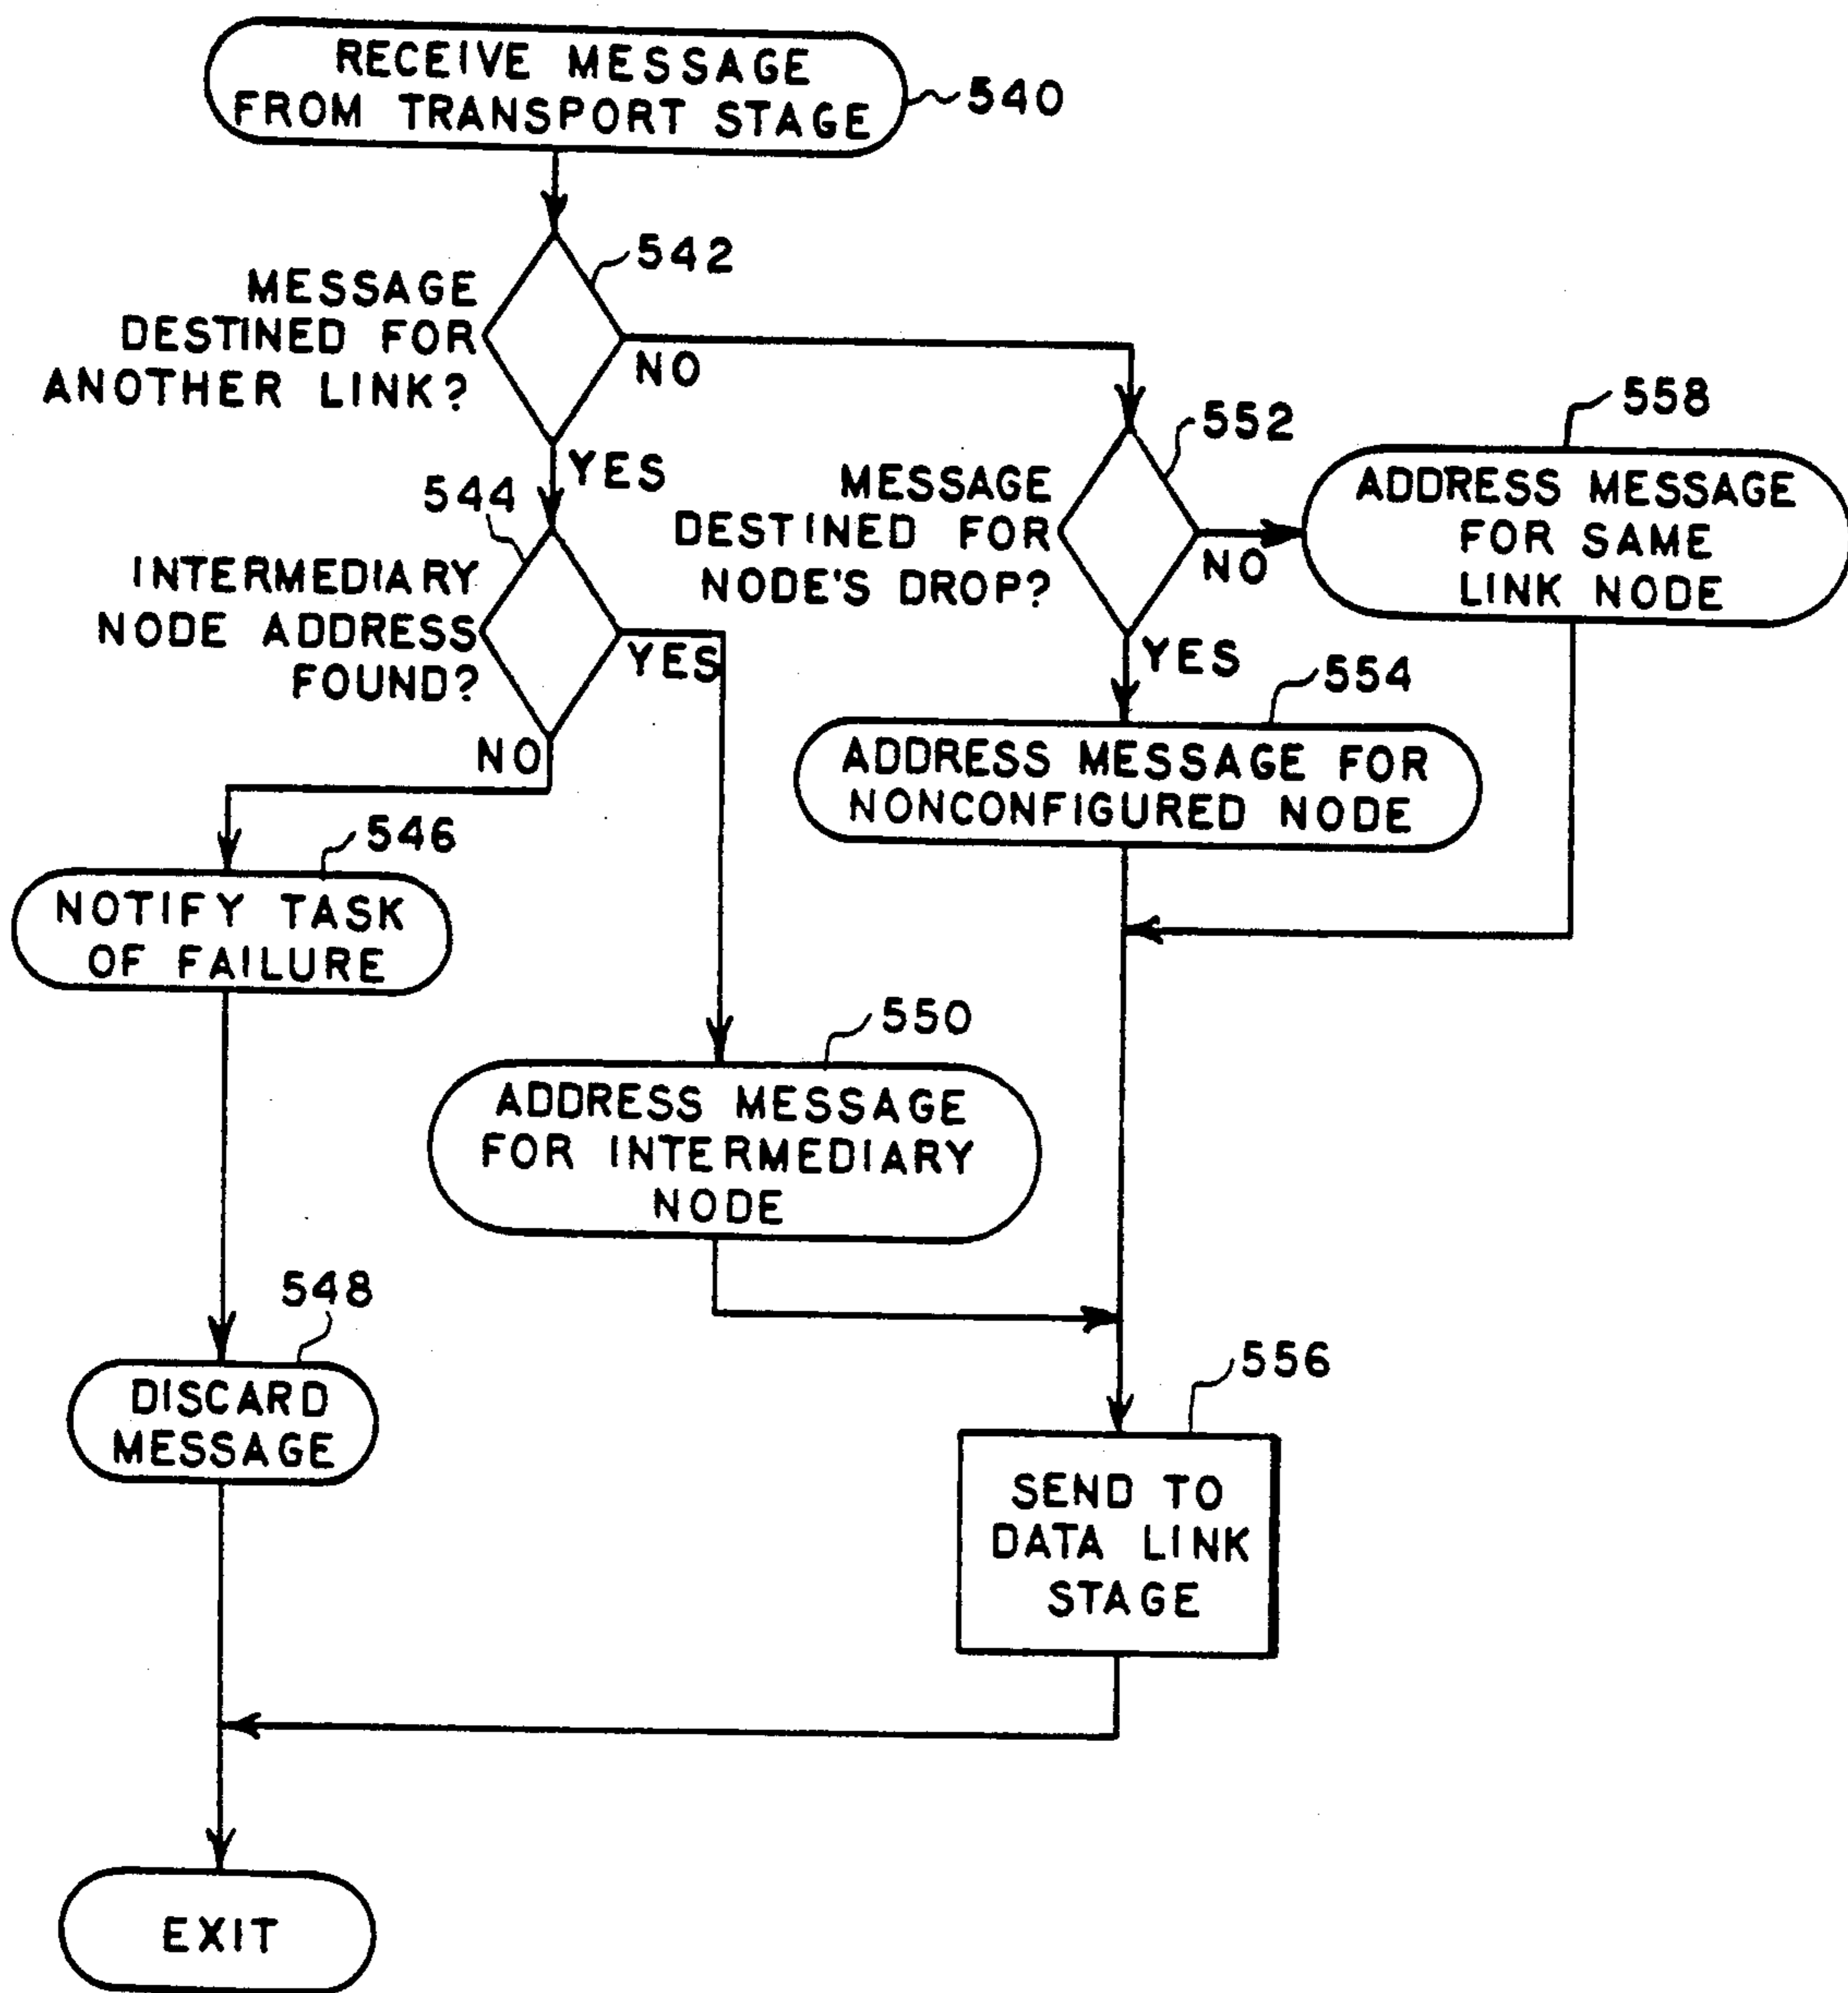 RECEIVE MESSAGE
FROM TRANSPORT STAGE
540
542
MESSAGE
DESTINED FOR
ANOTHER LINK?
NO
YES
544
INTERMEDIARY
NODE ADDRESS
FOUND?
YES
NO
552
MESSAGE
DESTINED FOR
NODE'S DROP?
NO
YES
558
ADDRESS MESSAGE
FOR SAME
LINK NODE
554
ADDRESS MESSAGE FOR
NONCONFIGURED NODE
546
NOTIFY TASK
OF FAILURE
550
ADDRESS MESSAGE
FOR INTERMEDIARY
NODE
548
DISCARD
MESSAGE
556
SEND TO
DATA LINK
STAGE
EXIT